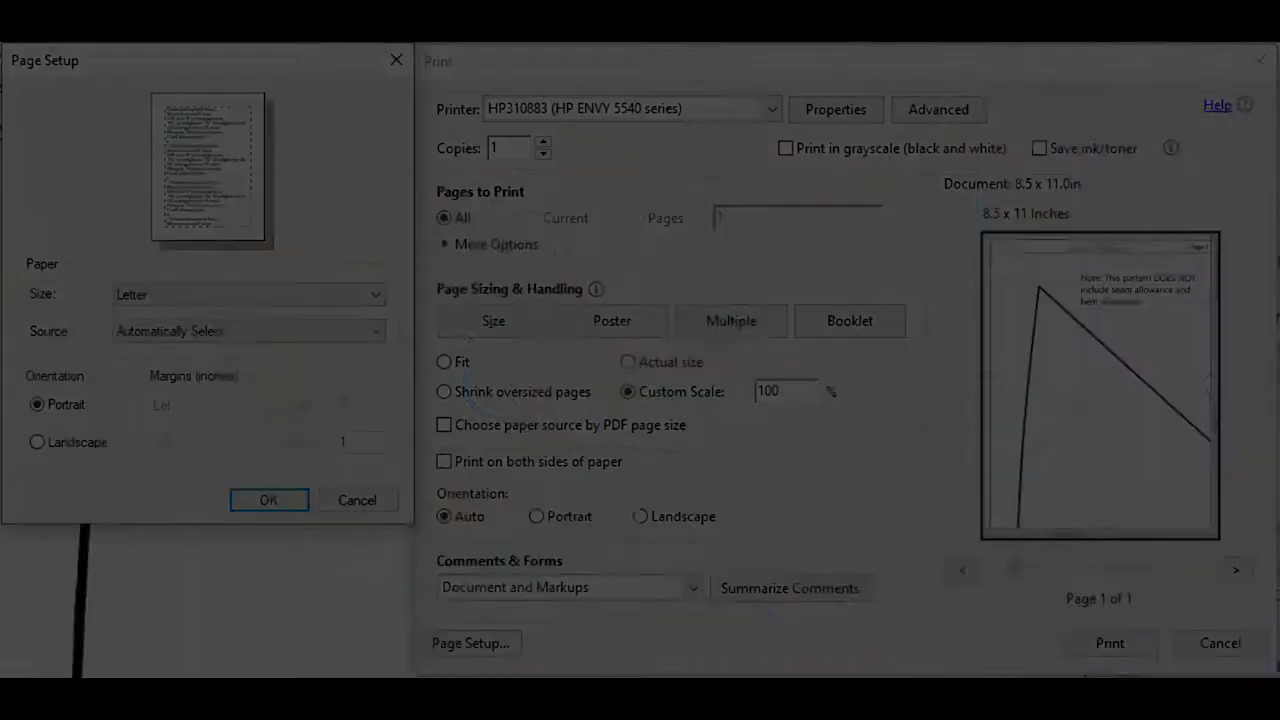 Page Setup
Paper
Size: Letter
Source: Automatically Select
Orientation
Margins (inches)
Portrait
Landscape
1
OK
Cancel
Print
Printer: HP310883 (HP ENVY 5540 series)
Properties
Advanced
Help
Copies: 1
Print in grayscale (black and white)
Save ink/toner
Pages to Print
All
Current
Pages
1
More Options
Page Sizing & Handling
Size
Poster
Multiple
Booklet
Fit
Actual size
Shrink oversized pages
Custom Scale: 100 %
Choose paper source by PDF page size
Print on both sides of paper
Orientation:
Auto
Portrait
Landscape
Comments & Forms
Document and Markups
Summarize Comments
Page Setup...
Document: 8.5 x 11.0in
8.5 x 11 Inches
Page 1
Note: This pattern DOES NOT
include seam allowance and
hem
<
>
Page 1 of 1
Print
Cancel